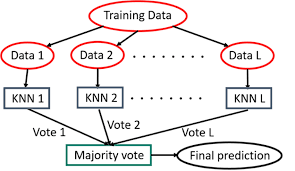 Training Data
Data 1 Data 2 . . . . . . . . Data L
KNN 1 KNN 2 . . . . . . . . KNN L
Vote 1 Vote 2 Vote L
Majority vote Final prediction